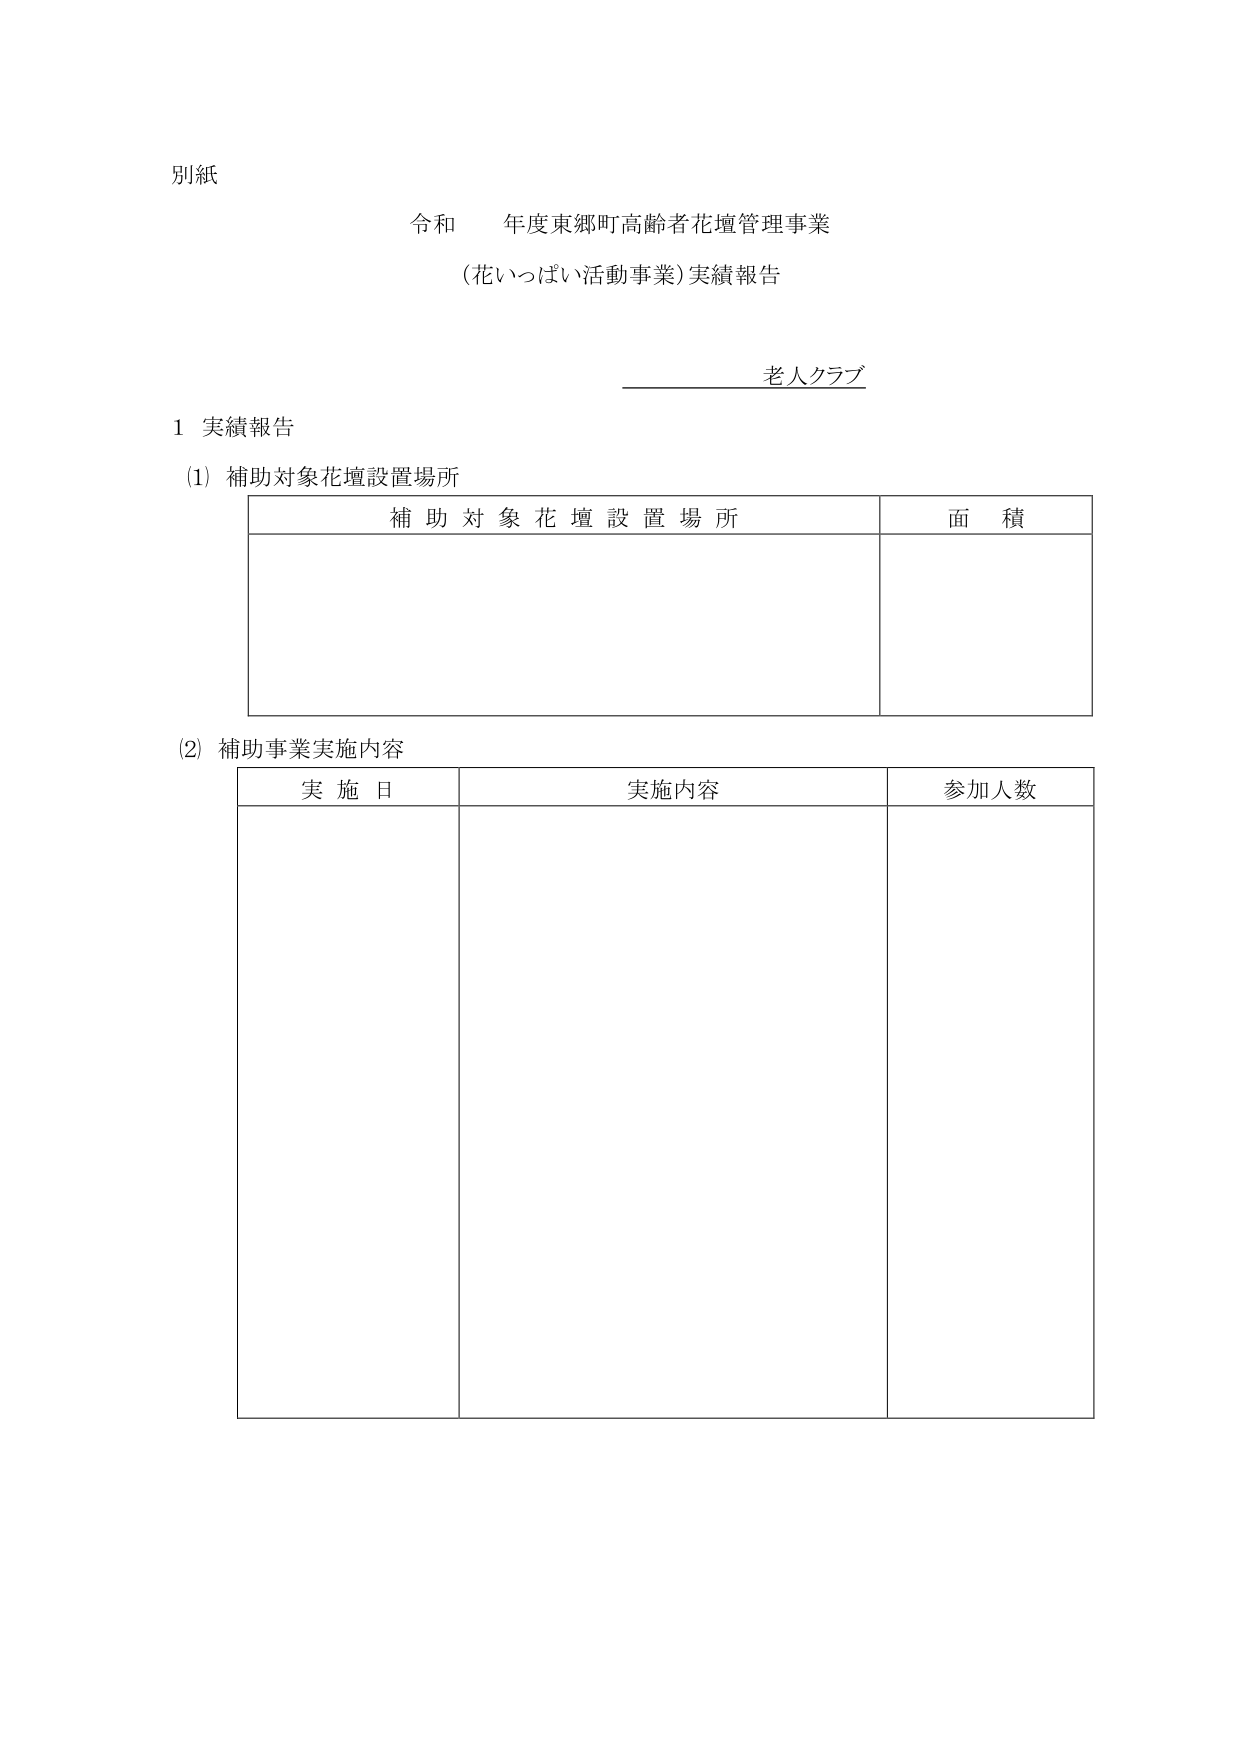 別紙
令和　　年度東郷町高齢者花壇管理事業
（花いっぱい活動事業）実績報告
老人クラブ
1 実績報告
(1) 補助対象花壇設置場所
補 助 対 象 花 壇 設 置 場 所　面　積
(2) 補助事業実施内容
実 施 日　実施内容　参加人数